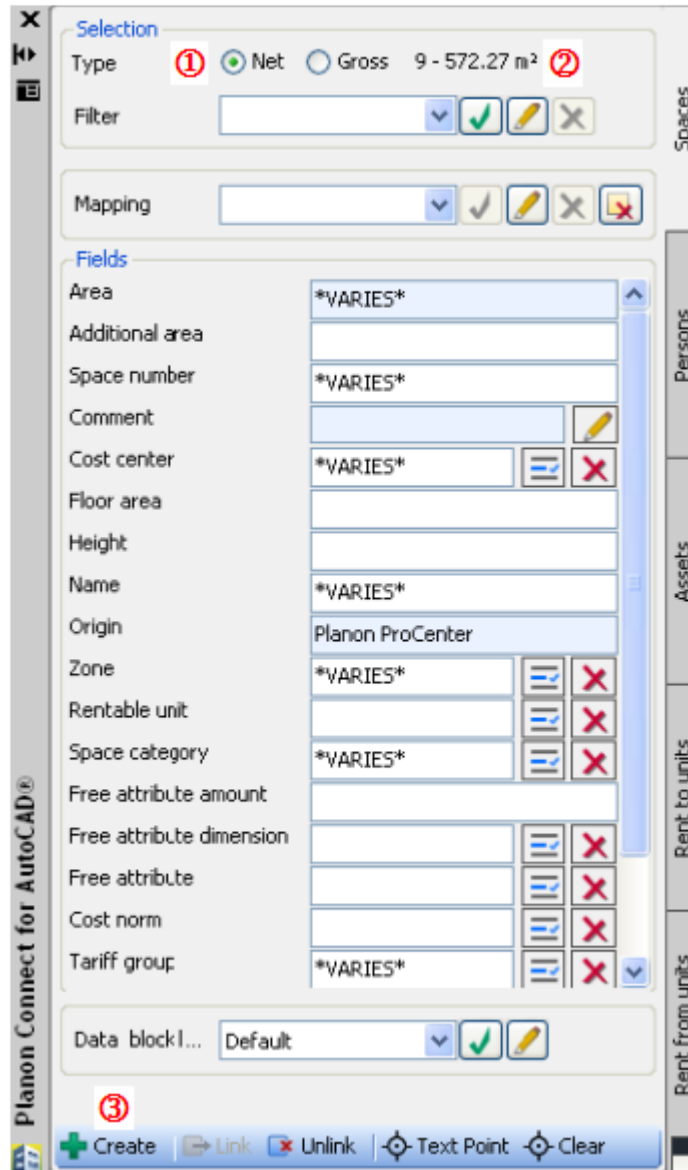 Selection
Type ① Net Gross 9 - 572.27 m² ②
Filter
Mapping
Fields
Area *VARIES*
Additional area
Space number *VARIES*
Comment
Cost center *VARIES*
Floor area
Height
Name *VARIES*
Origin Planon ProCenter
Zone *VARIES*
Rentable unit
Space category *VARIES*
Free attribute amount
Free attribute dimension
Free attribute
Cost norm
Tariff group *VARIES*
Data block l... Default
③
Create Link Unlink Text Point Clear
Planon Connect for AutoCAD®
Spaces
Persons
Assets
Rent to units
Rent from units